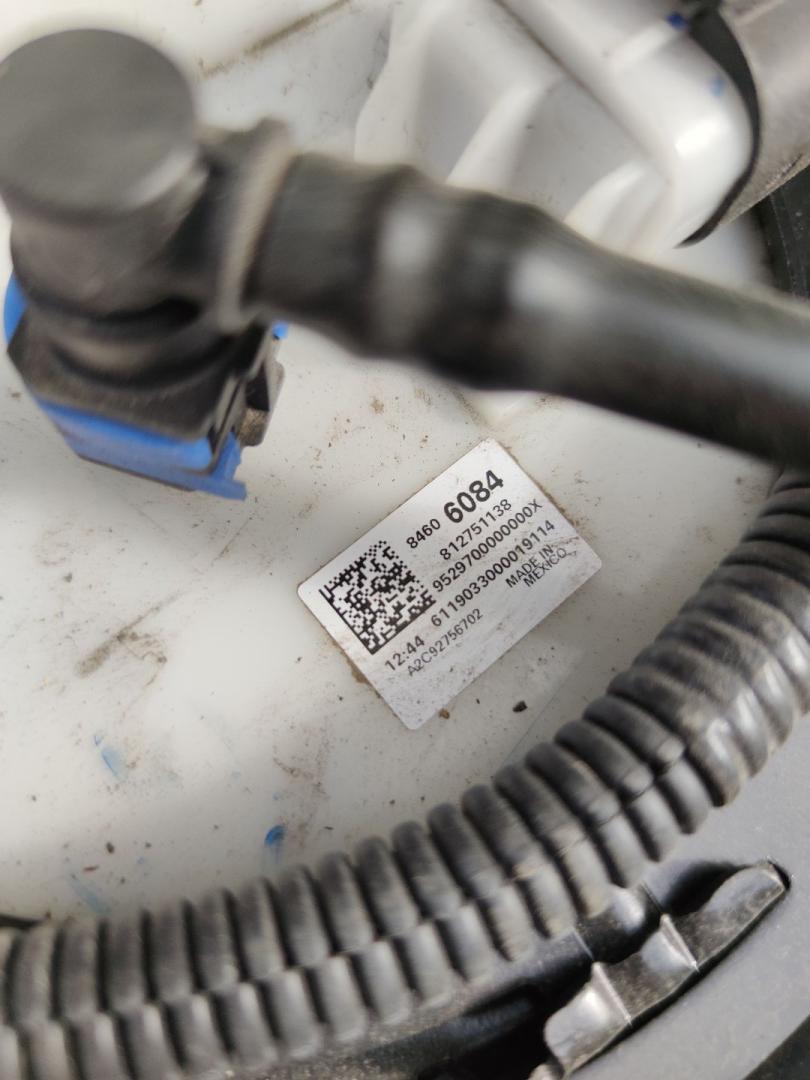 8460 6084
812751138
9529700000000X
6119033000019114
12:44
MADE IN
MEXICO
A2C92756702